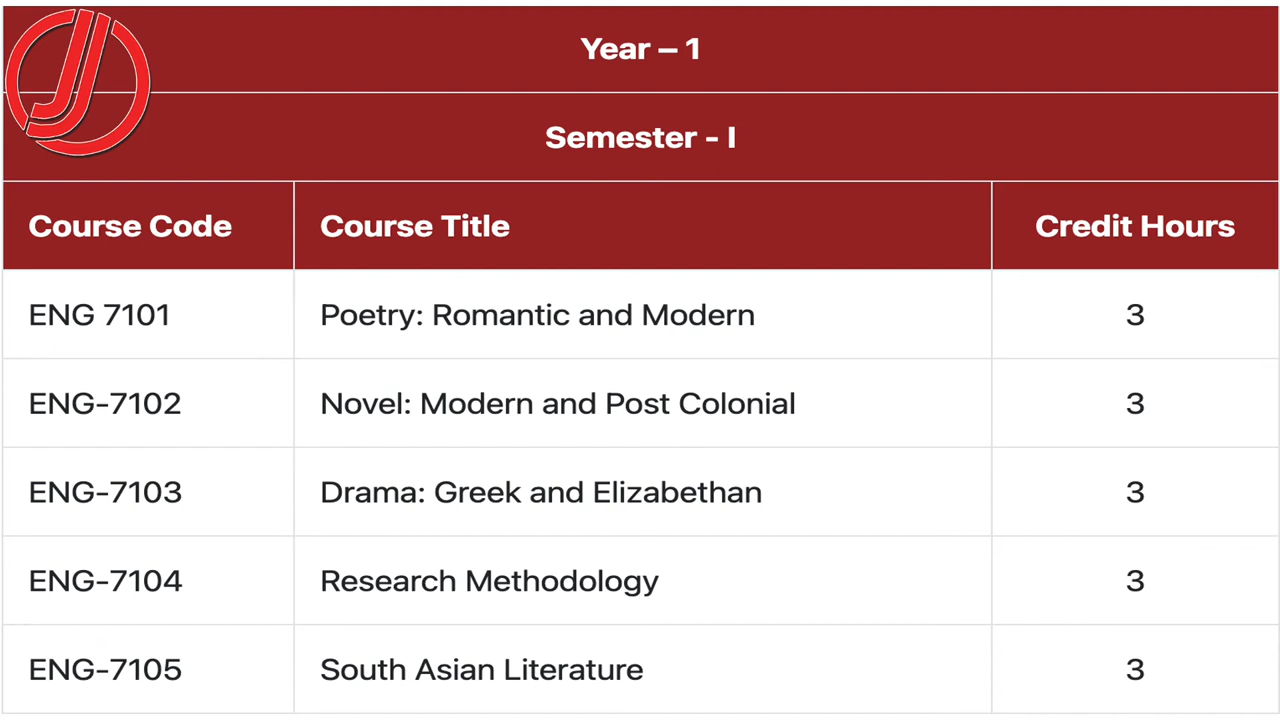 Year – 1
Semester - I
Course Code Course Title Credit Hours
ENG 7101 Poetry: Romantic and Modern 3
ENG-7102 Novel: Modern and Post Colonial 3
ENG-7103 Drama: Greek and Elizabethan 3
ENG-7104 Research Methodology 3
ENG-7105 South Asian Literature 3